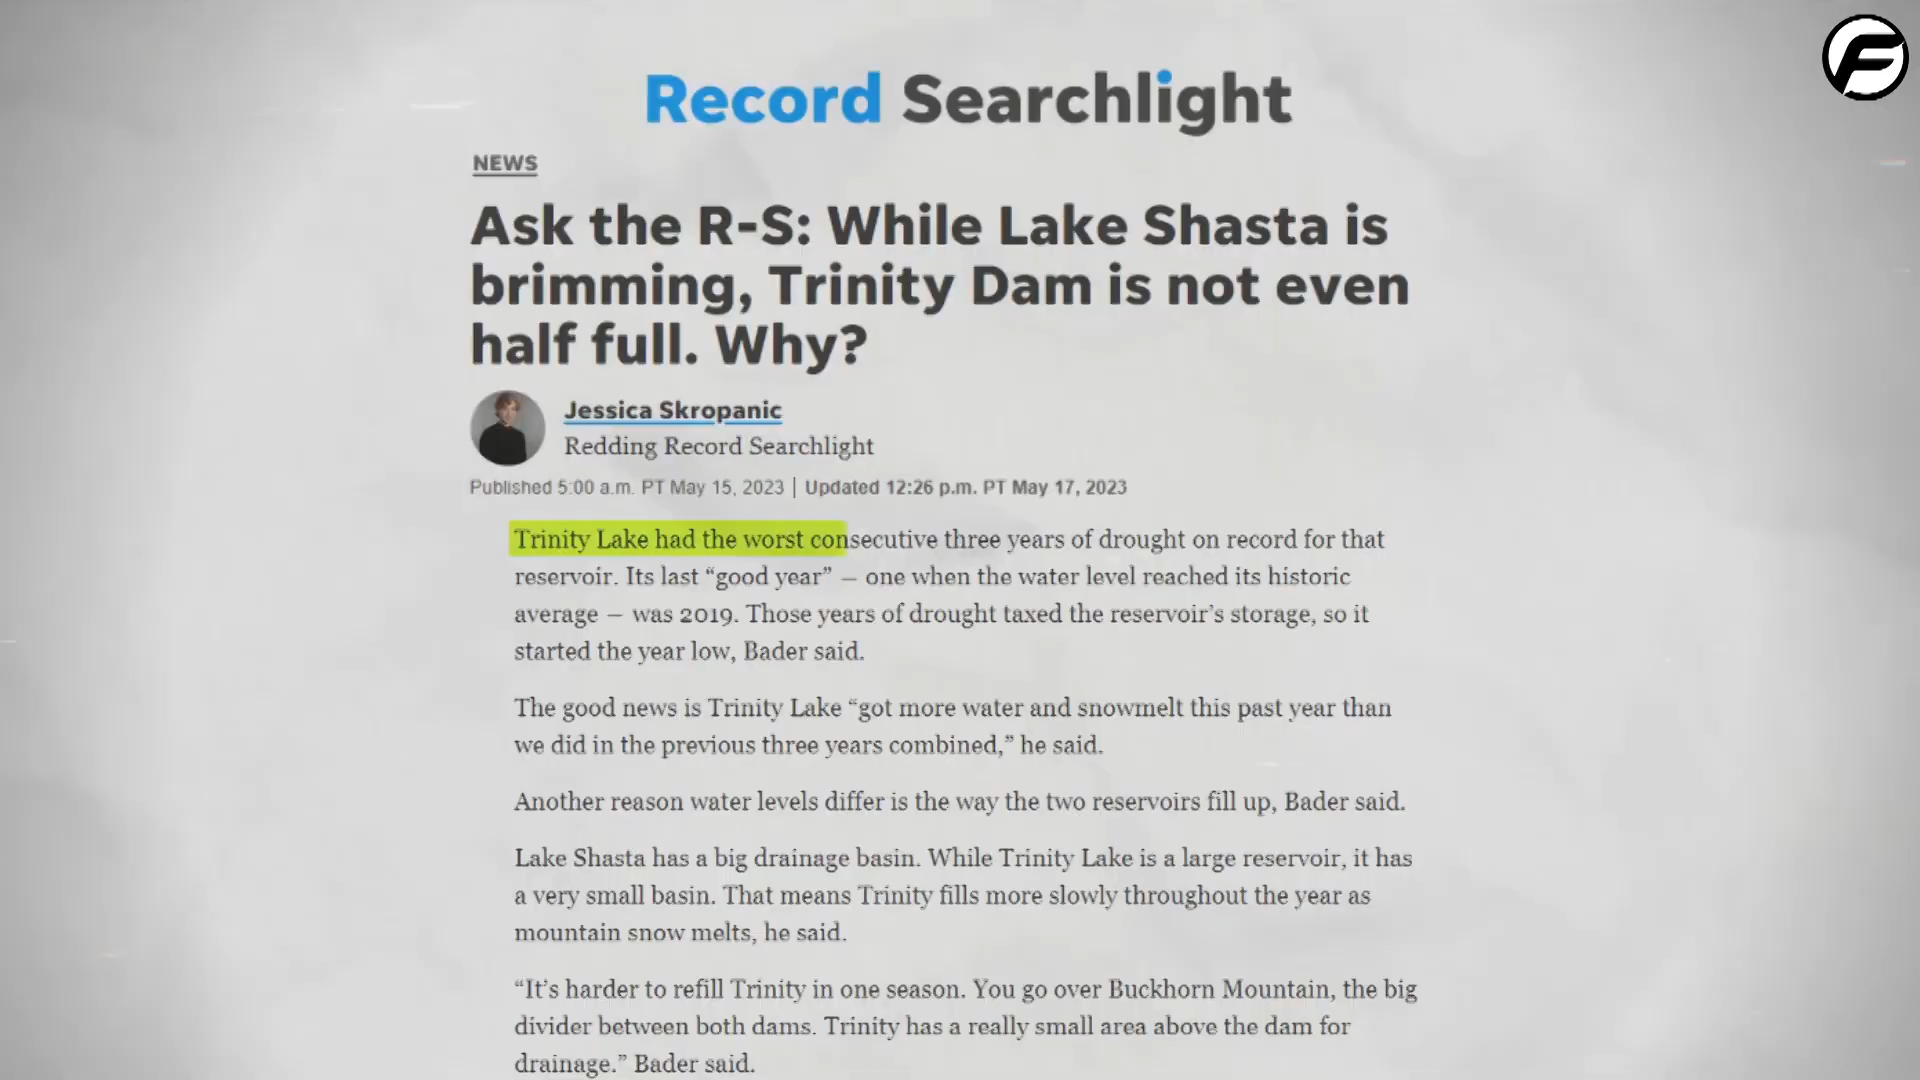 Record Searchlight
NEWS
Ask the R-S: While Lake Shasta is
brimming, Trinity Dam is not even
half full. Why?
Jessica Skropanic
Redding Record Searchlight
Published 5:00 a.m. PT May 15, 2023 | Updated 12:26 p.m. PT May 17, 2023
Trinity Lake had the worst consecutive three years of drought on record for that
reservoir. Its last “good year” — one when the water level reached its historic
average — was 2019. Those years of drought taxed the reservoir’s storage, so it
started the year low, Bader said.
The good news is Trinity Lake “got more water and snowmelt this past year than
we did in the previous three years combined,” he said.
Another reason water levels differ is the way the two reservoirs fill up, Bader said.
Lake Shasta has a big drainage basin. While Trinity Lake is a large reservoir, it has
a very small basin. That means Trinity fills more slowly throughout the year as
mountain snow melts, he said.
“It’s harder to refill Trinity in one season. You go over Buckhorn Mountain, the big
divider between both dams. Trinity has a really small area above the dam for
drainage.” Bader said.